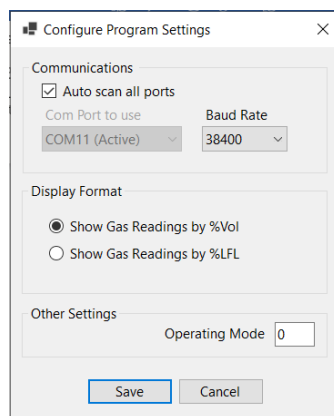 Configure Program Settings
Communications
Auto scan all ports
Com Port to use Baud Rate
COM11 (Active) 38400
Display Format
Show Gas Readings by %Vol
Show Gas Readings by %LFL
Other Settings
Operating Mode 0
Save Cancel